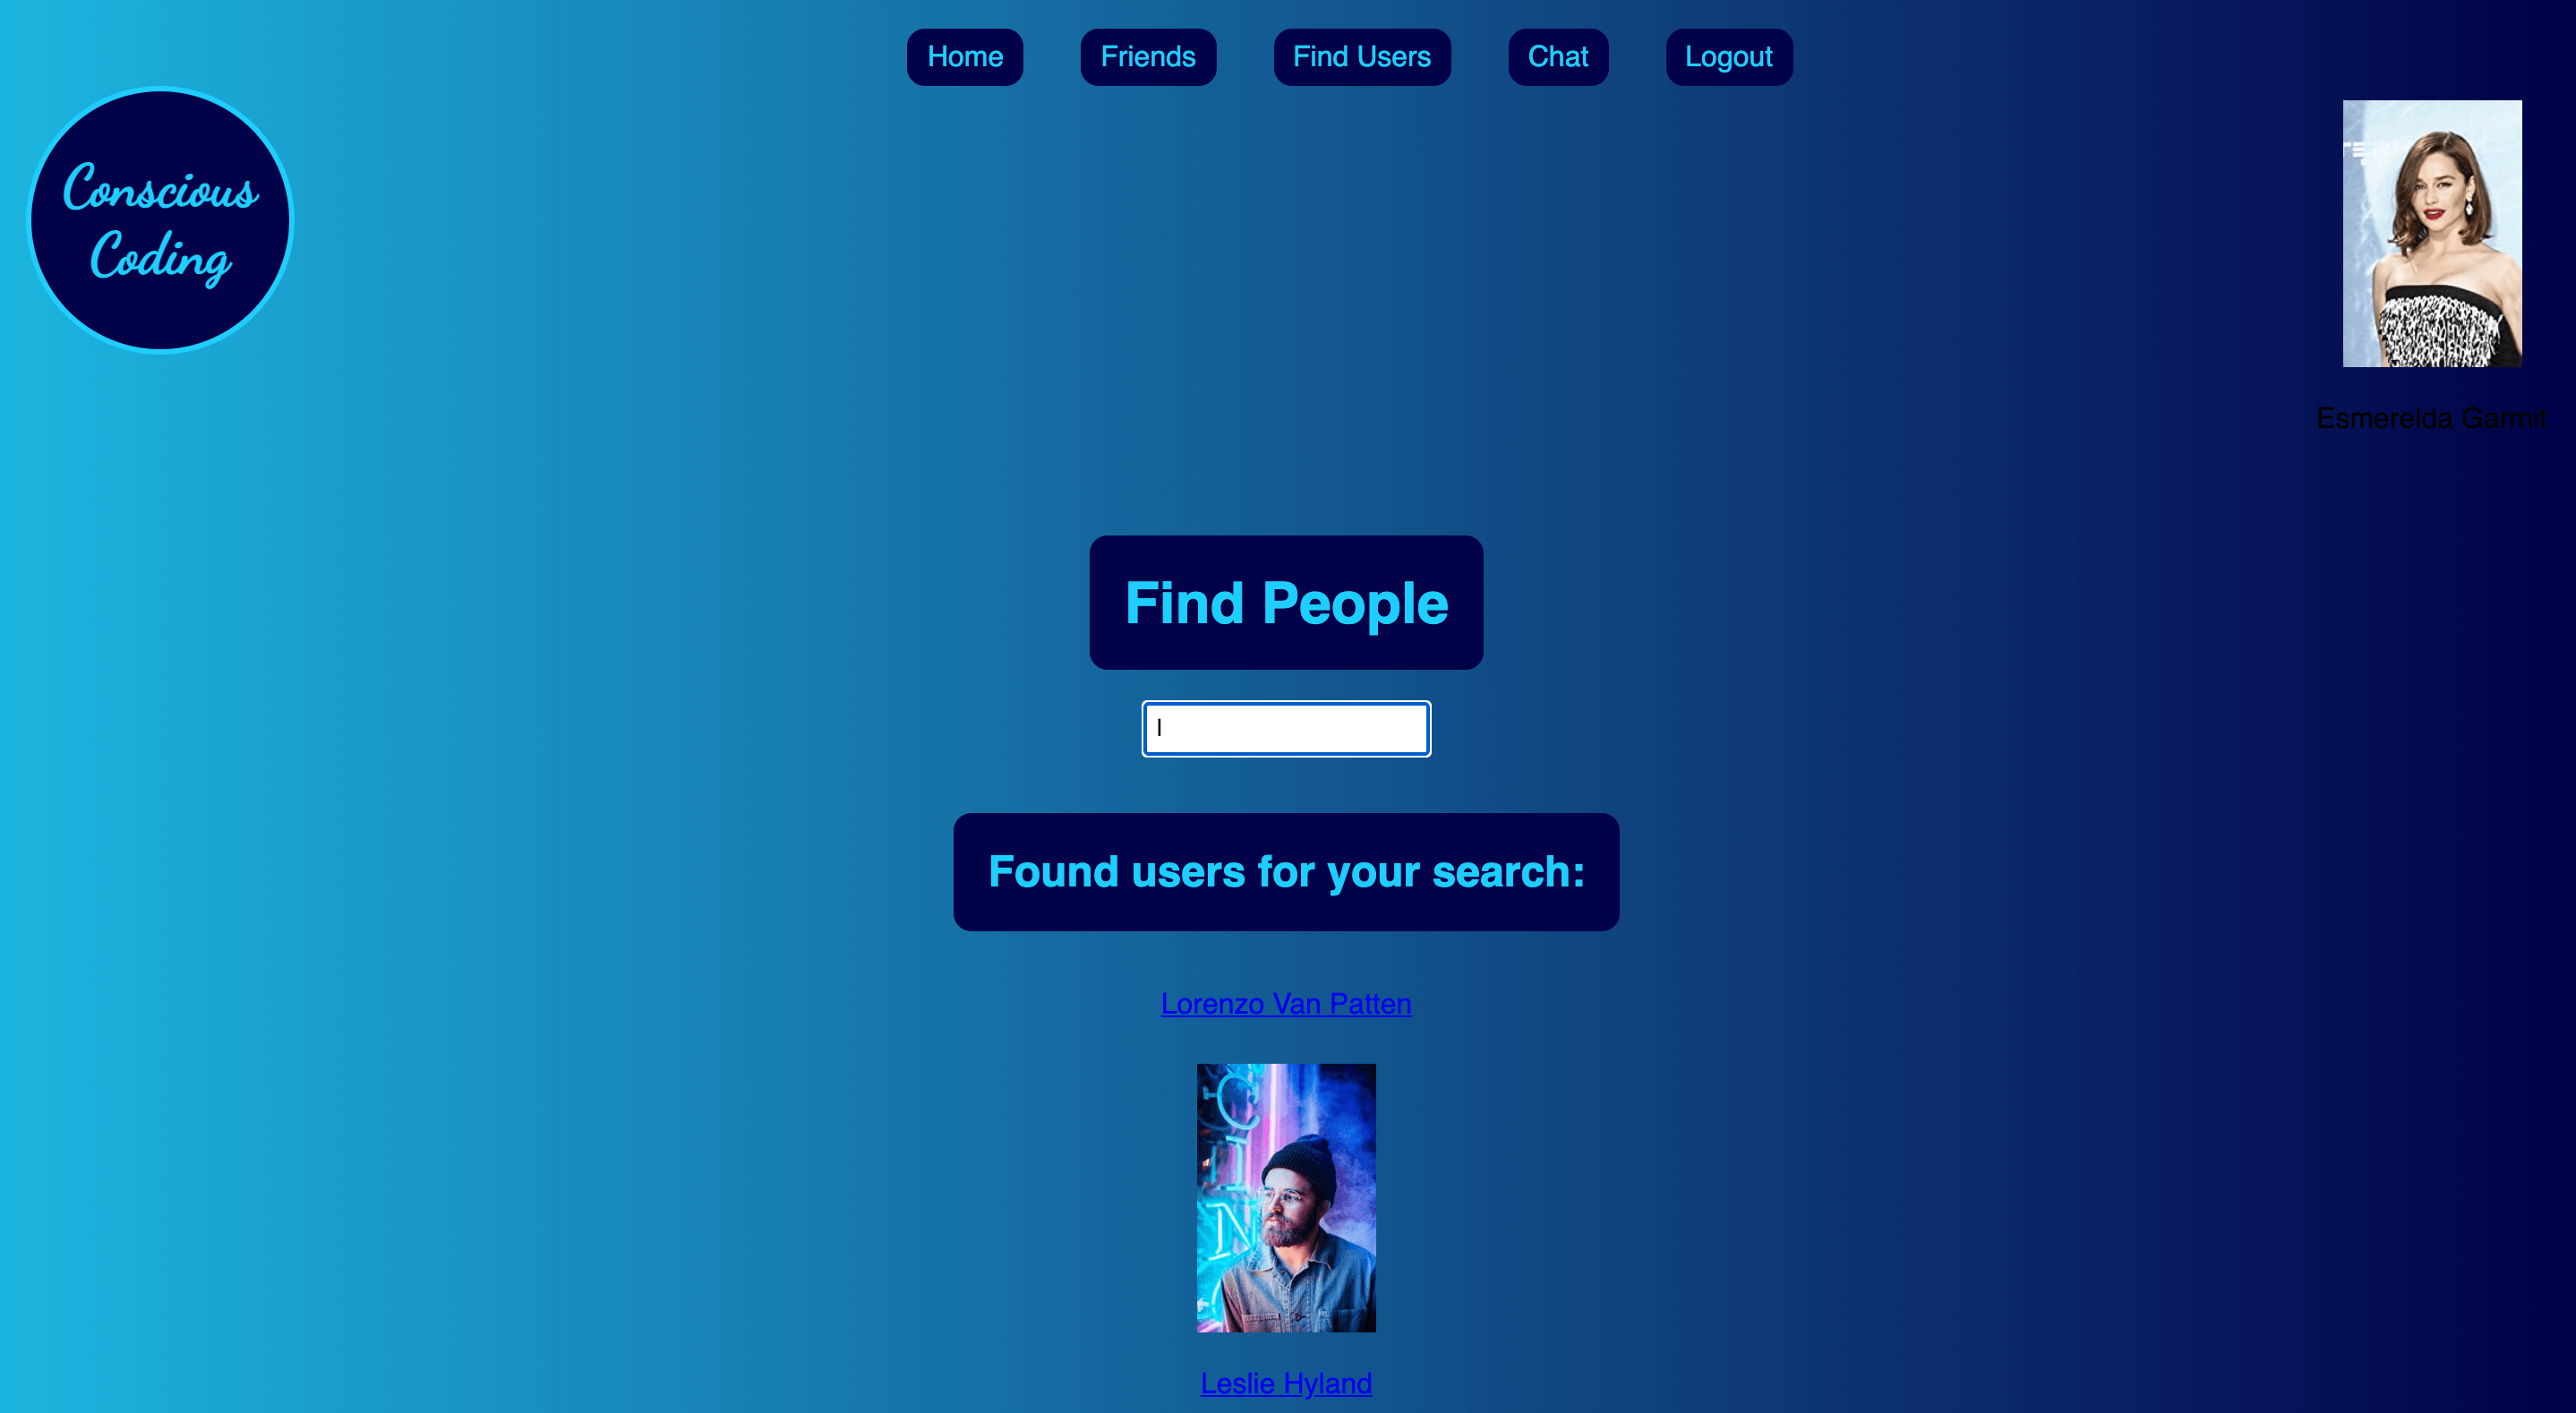 Home Friends Find Users Chat Logout
Conscious
Coding
Esmerelda Garmit
Find People
l
Found users for your search:
Lorenzo Van Patten
Leslie Hyland